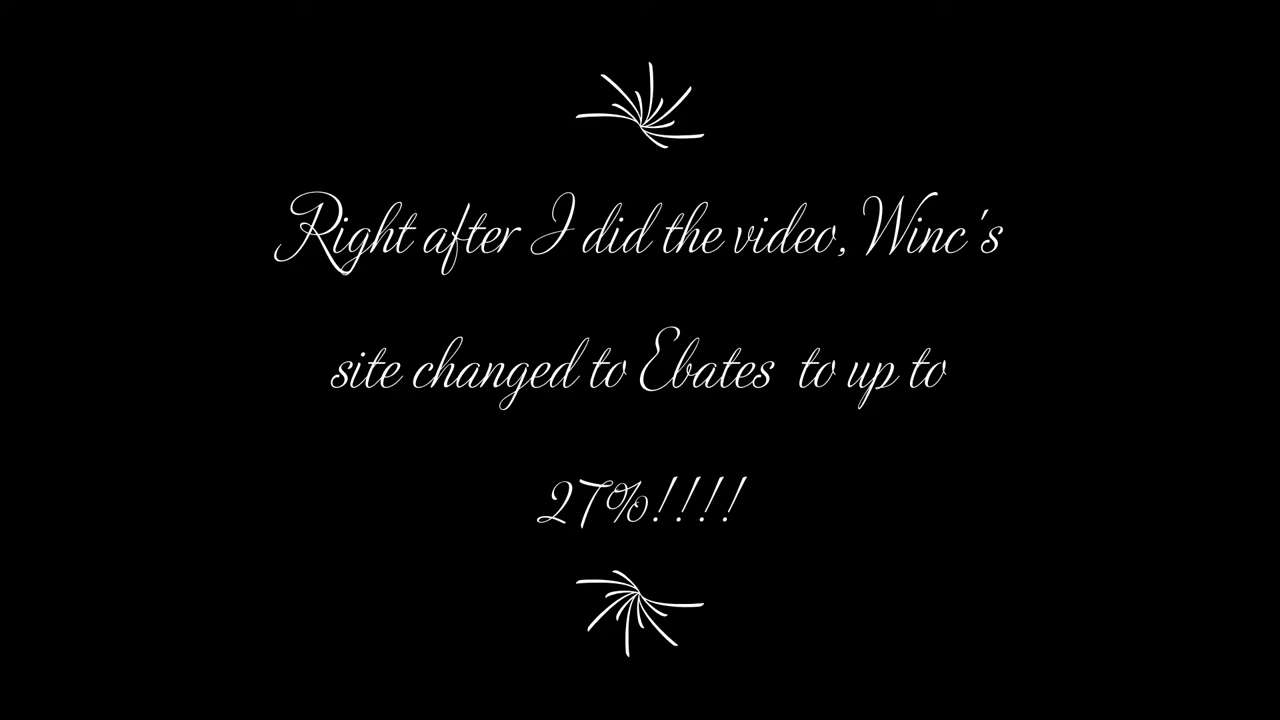 Right after I did the video, Winc's
site changed to Ebates to up to
27%!!!!